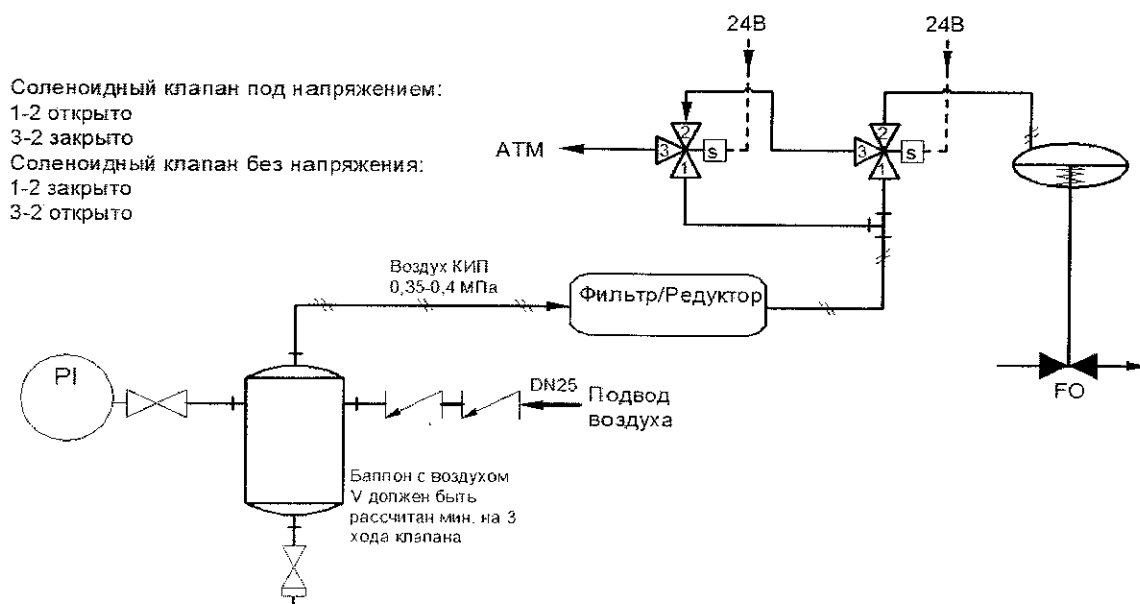 24В
24В
Соленоидный клапан под напряжением:
1-2 открыто
3-2 закрыто
Соленоидный клапан без напряжения:
1-2 закрыто
3-2 открыто
АТМ
2
3
S
1
2
3
S
1
Воздух КИП
0,35-0,4 МПа
Фильтр/Редуктор
PI
DN25
Подвод
воздуха
FO
Баллон с воздухом
V должен быть
рассчитан мин. на 3
хода клапана